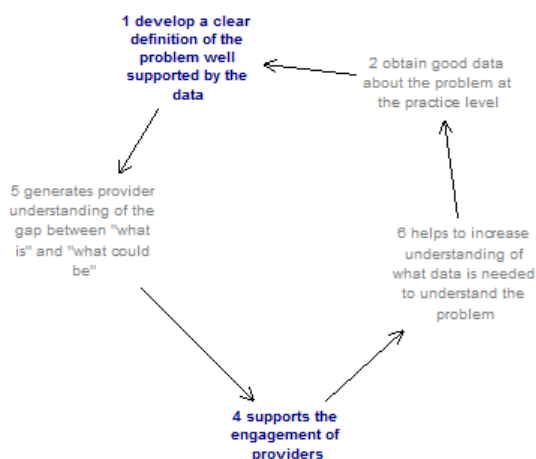 1 develop a clear
definition of the
problem well
supported by the
data
2 obtain good data
about the problem at
the practice level
5 generates provider
understanding of the
gap between "what
is" and "what could
be"
6 helps to increase
understanding of
what data is needed
to understand the
problem
4 supports the
engagement of
providers